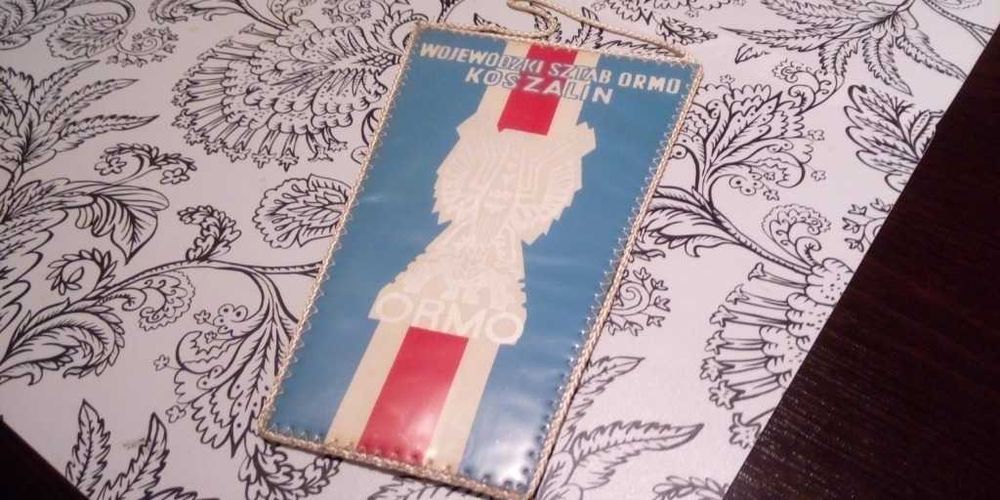 WOJEWÓDZKI SZTAB ORMO
KOSZALIN
ORMO